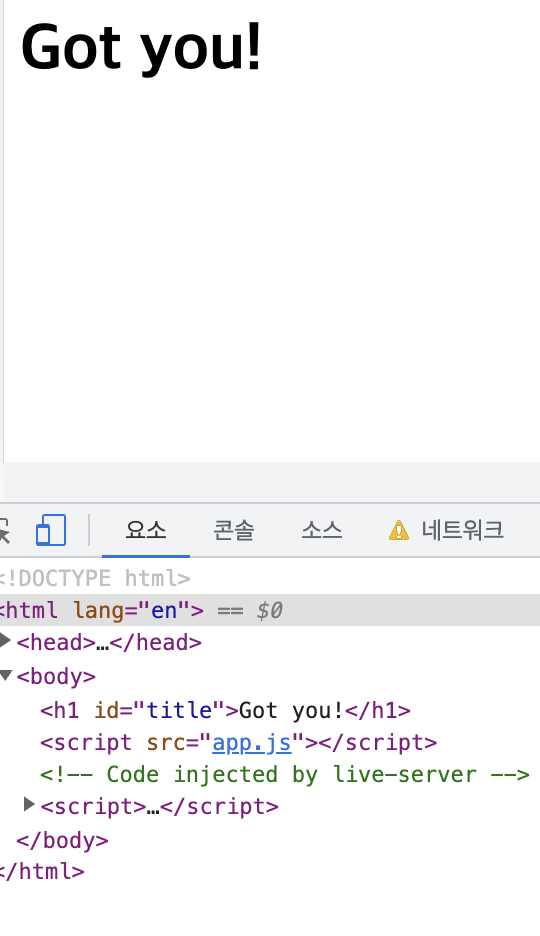 Got you!
요소 콘솔 소스 네트워크
<!DOCTYPE html>
<html lang="en"> == $0
<head>…</head>
<body>
<h1 id="title">Got you!</h1>
<script src="app.js"></script>
<!-- Code injected by live-server -->
<script>…</script>
</body>
</html>